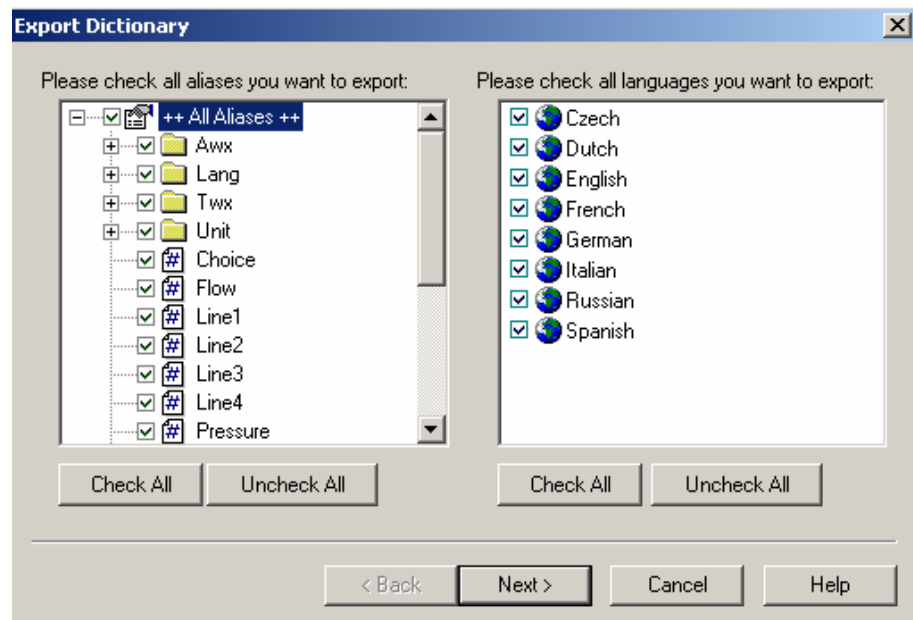 Export Dictionary
Please check all aliases you want to export:
++ All Aliases ++
Awx
Lang
Twx
Unit
Choice
Flow
Line1
Line2
Line3
Line4
Pressure
Check All
Uncheck All
Please check all languages you want to export:
Czech
Dutch
English
French
German
Italian
Russian
Spanish
Check All
Uncheck All
< Back
Next >
Cancel
Help